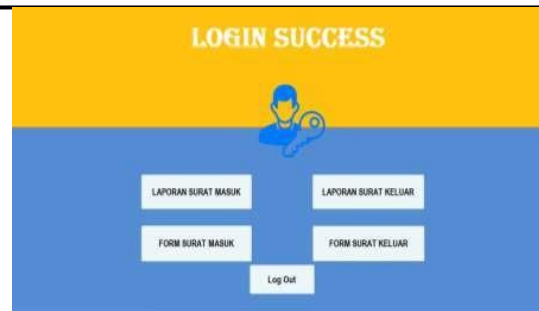 LOGIN SUCCESS
LAPORAN SURAT MASUK
LAPORAN SURAT KELUAR
FORM SURAT MASUK
FORM SURAT KELUAR
Log Out